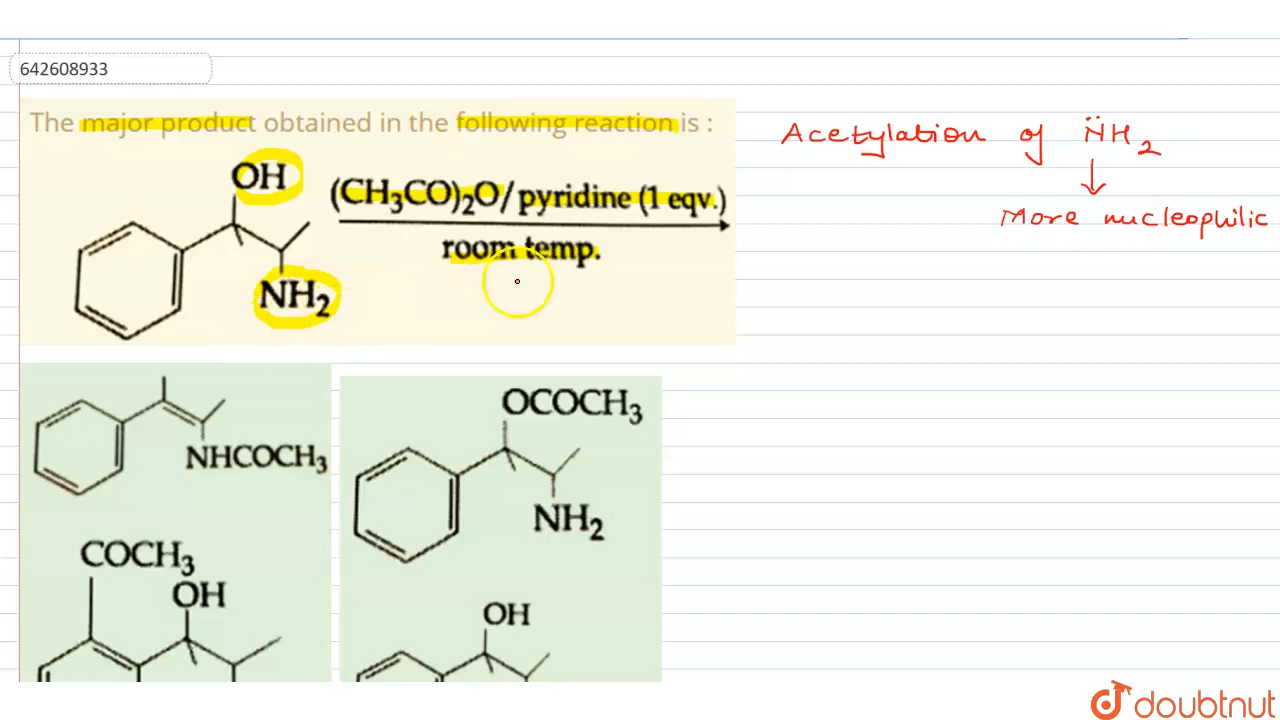 642608933
The major product obtained in the following reaction is :
OH
(CH₃CO)₂O/pyridine (1 eqv.)
room temp.
NH₂
Acetylation of N̈H₂
↓
More nucleophilic
NHCOCH₃
OCOCH₃
NH₂
COCH₃
OH
OH
doubtnut